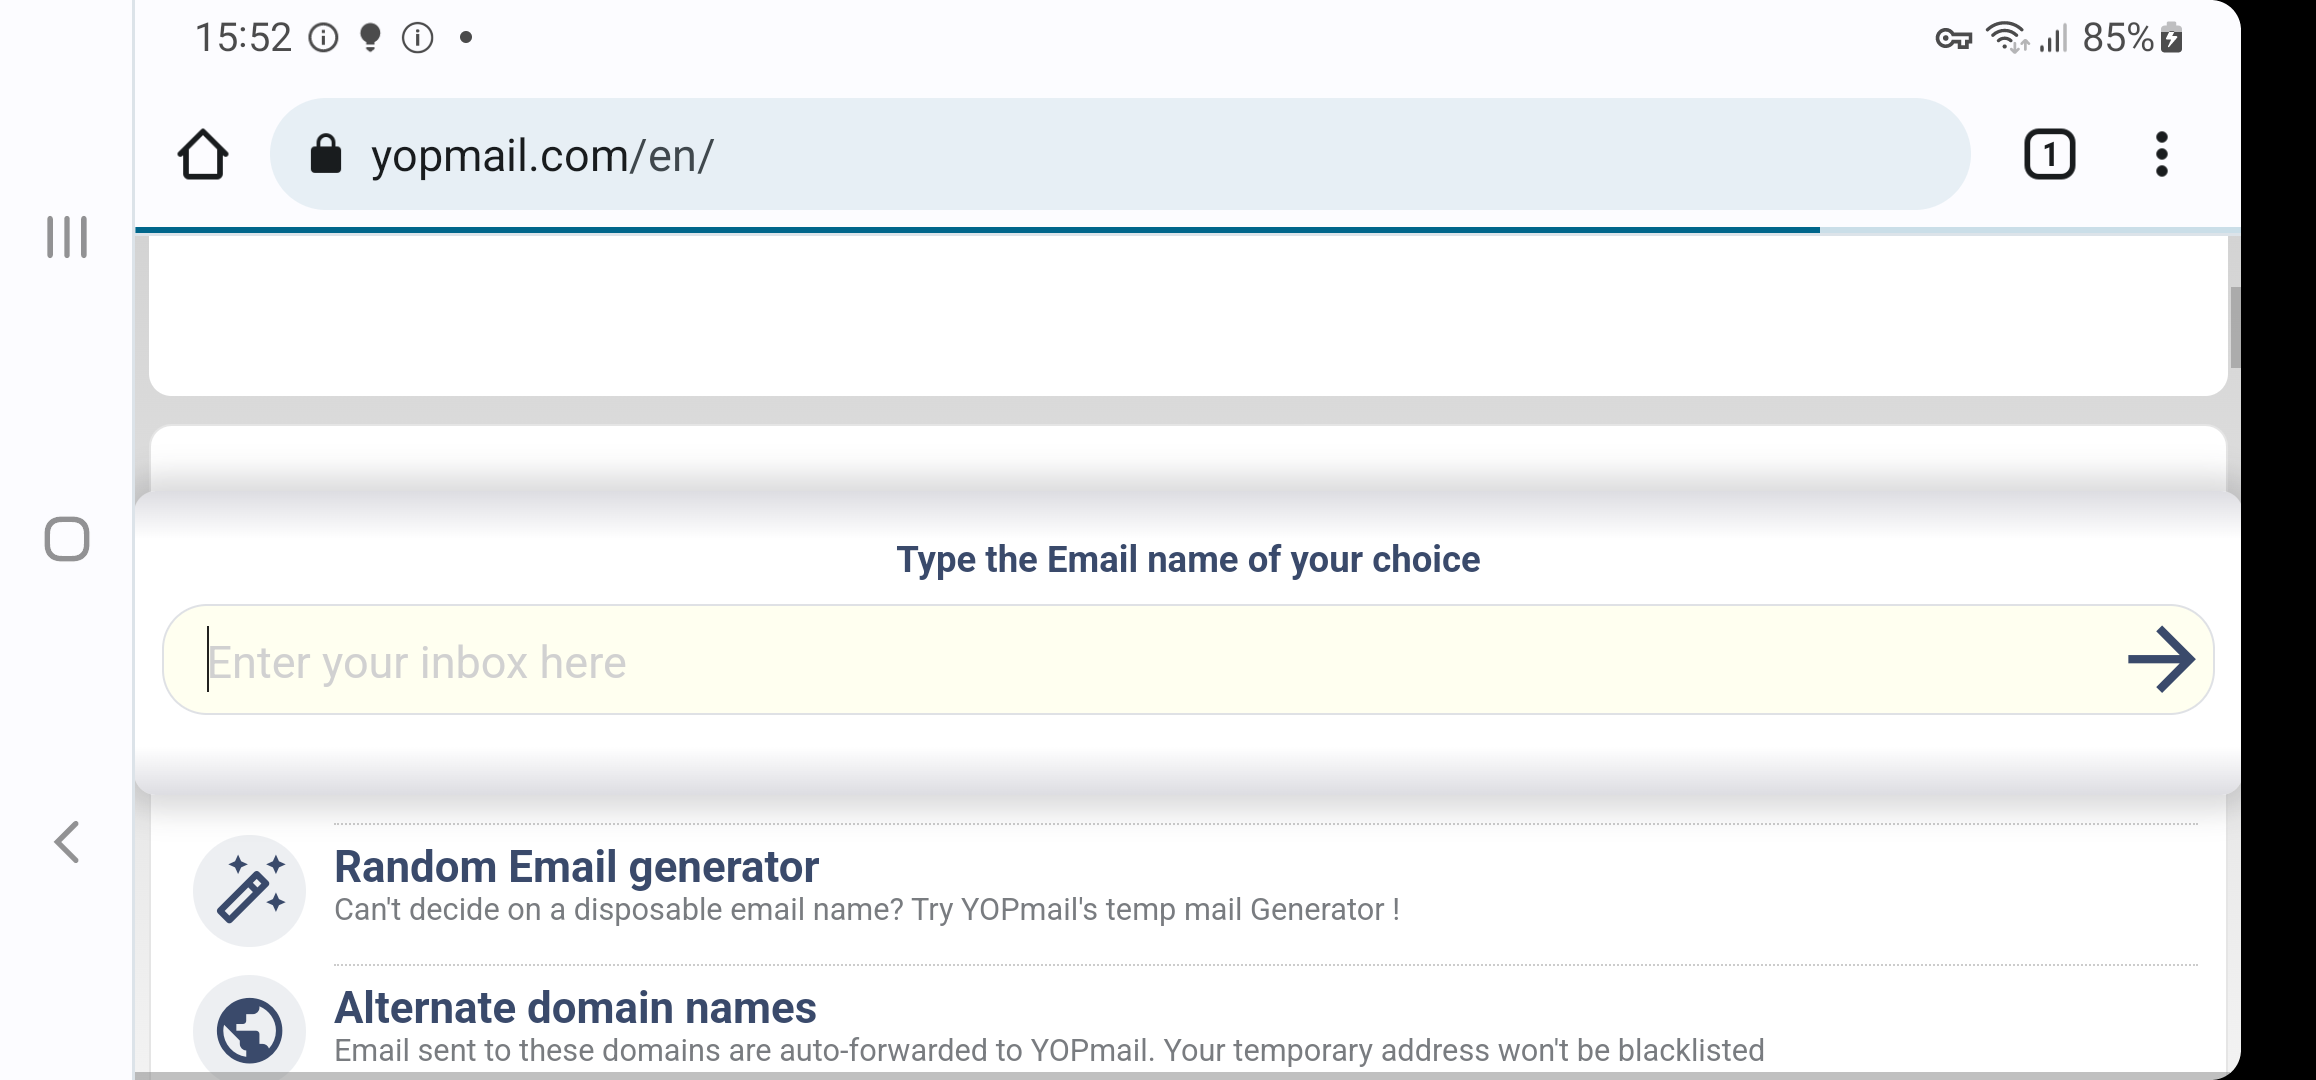 15:52
85%
yopmail.com/en/
1
Type the Email name of your choice
Enter your inbox here
Random Email generator
Can't decide on a disposable email name? Try YOPmail's temp mail Generator !
Alternate domain names
Email sent to these domains are auto-forwarded to YOPmail. Your temporary address won't be blacklisted